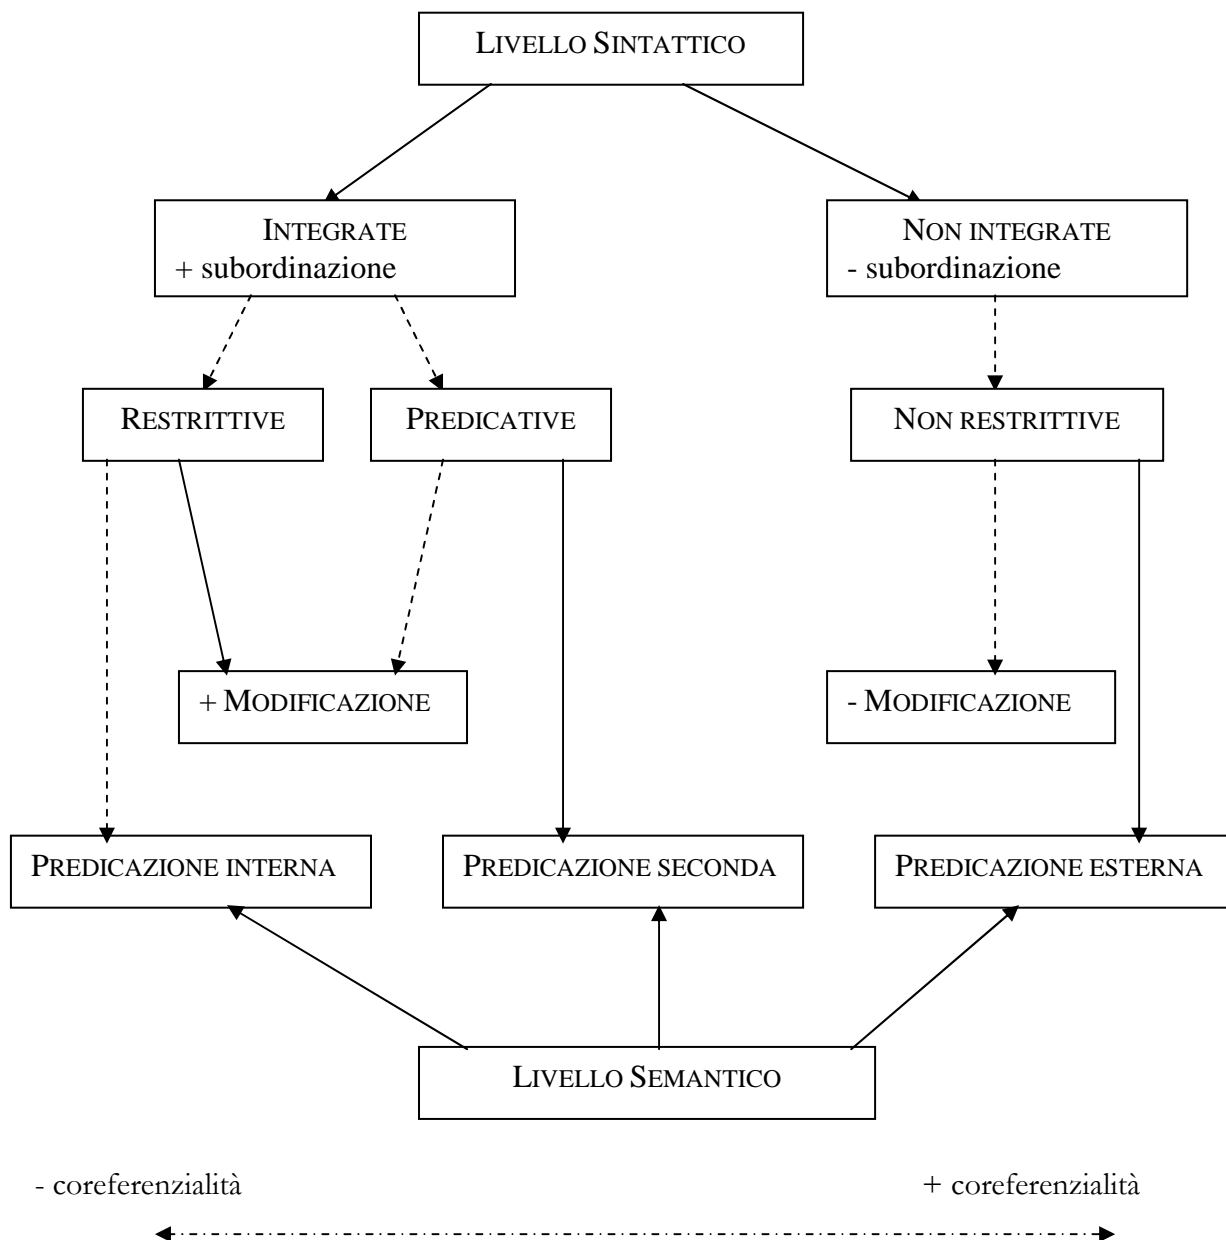 LIVELLO SINTATTICO
INTEGRATE
+ subordinazione
NON INTEGRATE
- subordinazione
RESTRITTIVE
PREDICATIVE
NON RESTRITTIVE
+ MODIFICAZIONE
- MODIFICAZIONE
PREDICAZIONE INTERNA
PREDICAZIONE SECONDA
PREDICAZIONE ESTERNA
LIVELLO SEMANTICO
- coreferenzialità
+ coreferenzialità